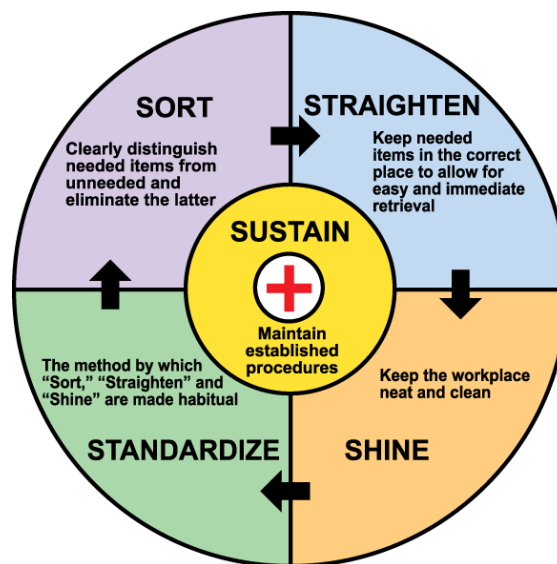 SORT
Clearly distinguish
needed items from
unneeded and
eliminate the latter
STRAIGHTEN
Keep needed
items in the correct
place to allow for
easy and immediate
retrieval
SUSTAIN
Maintain
established
procedures
The method by which
“Sort,” “Straighten” and
“Shine” are made habitual
STANDARDIZE
Keep the workplace
neat and clean
SHINE